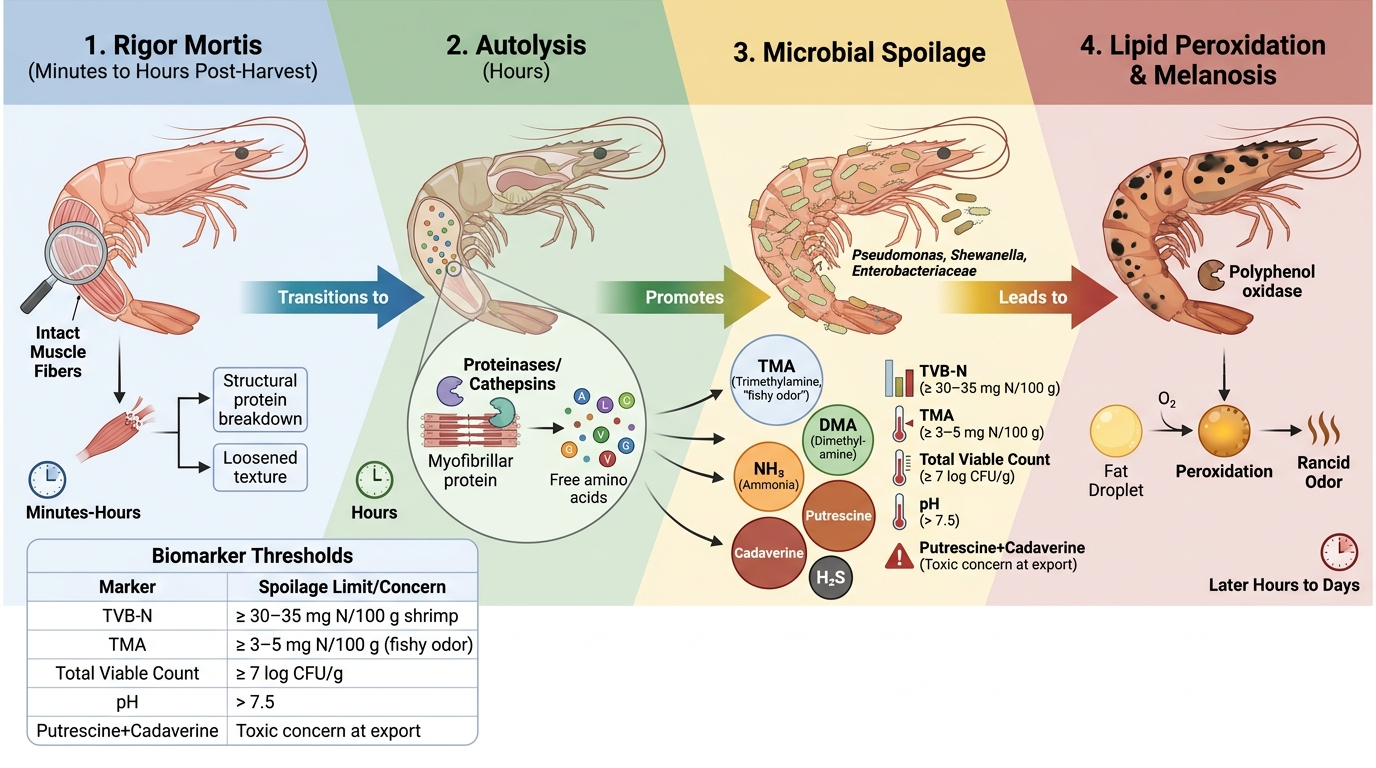 1. Rigor Mortis
(Minutes to Hours Post-Harvest)
2. Autolysis
(Hours)
3. Microbial Spoilage
4. Lipid Peroxidation
& Melanosis
Intact
Muscle
Fibers
Structural
protein
breakdown
Loosened
texture
Minutes-Hours
Transitions to
Proteinases/
Cathepsins
A
L
C
V
G
G
V
Myofibrillar
protein
Free amino
acids
Hours
Promotes
Pseudomonas, Shewanella,
Enterobacteriaceae
TMA
(Trimethylamine,
"fishy odor")
DMA
(Dimethyl-
amine)
NH₃
(Ammonia)
Putrescine
Cadaverine
H₂S
TVB-N
(≥ 30–35 mg N/100 g)
TMA
(≥ 3–5 mg N/100 g)
Total Viable Count
(≥ 7 log CFU/g)
pH
(> 7.5)
Putrescine+Cadaverine
(Toxic concern at export)
Leads to
Polyphenol
oxidase
O₂
Fat
Droplet
Peroxidation
Rancid
Odor
Later Hours to Days
Biomarker Thresholds
Marker Spoilage Limit/Concern
TVB-N ≥ 30–35 mg N/100 g shrimp
TMA ≥ 3–5 mg N/100 g (fishy odor)
Total Viable Count ≥ 7 log CFU/g
pH > 7.5
Putrescine+Cadaverine Toxic concern at export